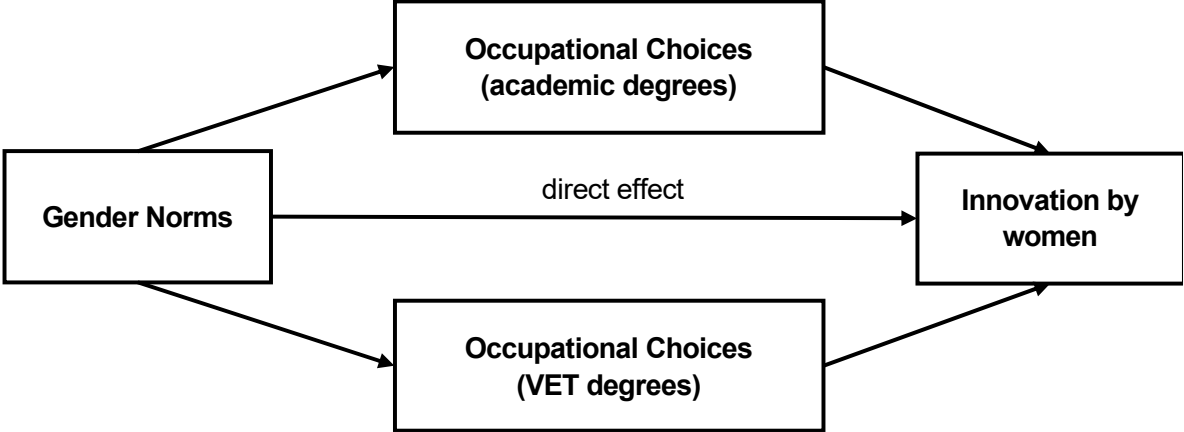 Occupational Choices
(academic degrees)
Gender Norms
direct effect
Innovation by
women
Occupational Choices
(VET degrees)